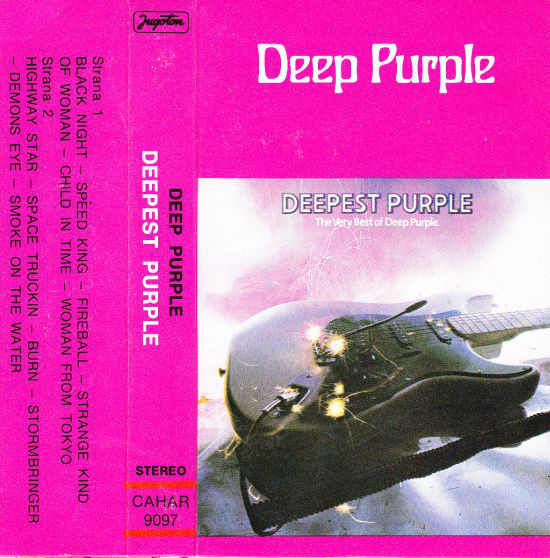 Strana 1
BLACK NIGHT – SPEED KING – FIREBALL – STRANGE KIND
OF WOMAN – CHILD IN TIME – WOMAN FROM TOKYO
Strana 2
HIGHWAY STAR – SPACE TRUCKIN – BURN – STORMBRINGER
– DEMONS EYE – SMOKE ON THE WATER
Jugoton
DEEP PURPLE
DEEPEST PURPLE
STEREO
CAHAR
9097
Deep Purple
DEEPEST PURPLE
The Very Best of Deep Purple.